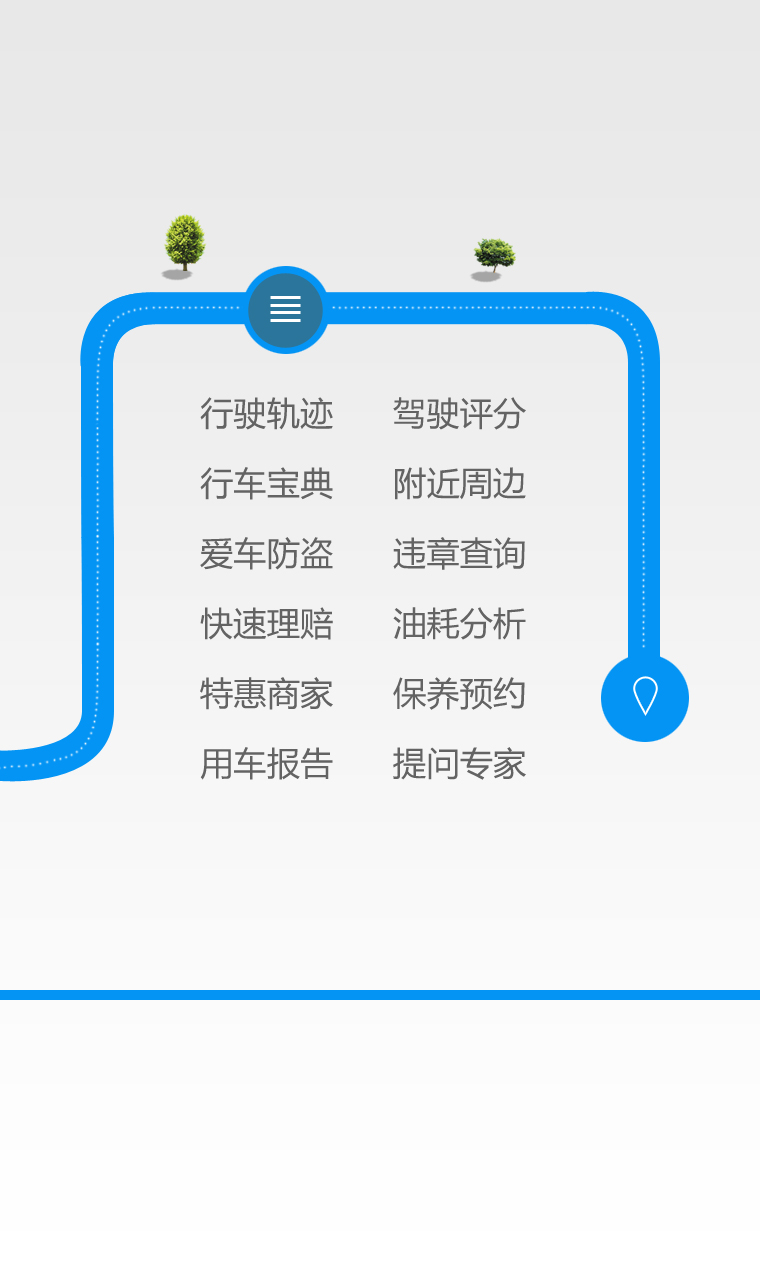 行驶轨迹 驾驶评分
行车宝典 附近周边
爱车防盗 违章查询
快速理赔 油耗分析
特惠商家 保养预约
用车报告 提问专家